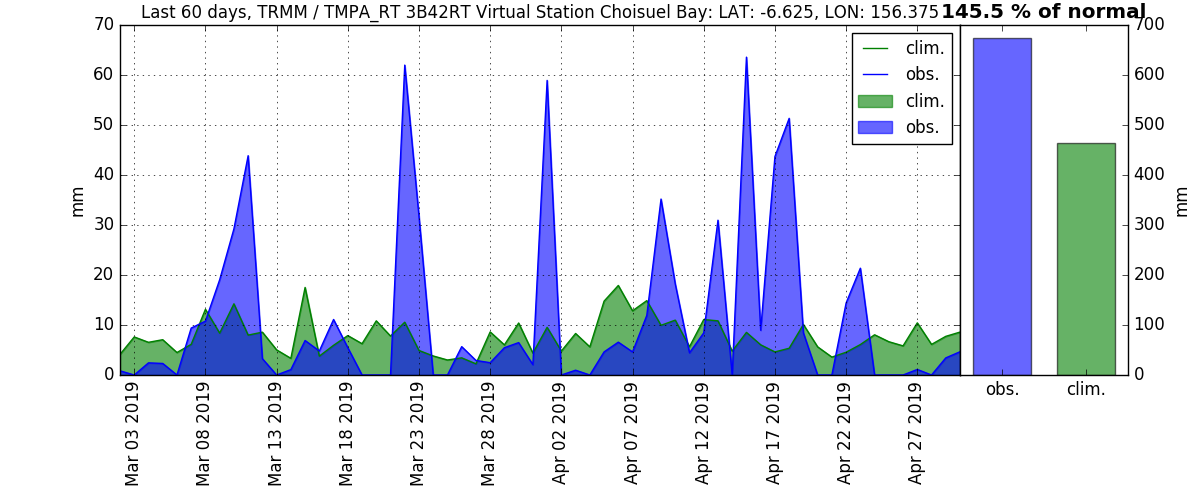 Last 60 days, TRMM / TMPA_RT 3B42RT Virtual Station Choisuel Bay: LAT: -6.625, LON: 156.375
145.5 % of normal
70
60
50
40
30
20
10
0
mm
clim.
obs.
clim.
obs.
Mar 03 2019
Mar 08 2019
Mar 13 2019
Mar 18 2019
Mar 23 2019
Mar 28 2019
Apr 02 2019
Apr 07 2019
Apr 12 2019
Apr 17 2019
Apr 22 2019
Apr 27 2019
700
600
500
400
300
200
100
0
mm
obs.
clim.